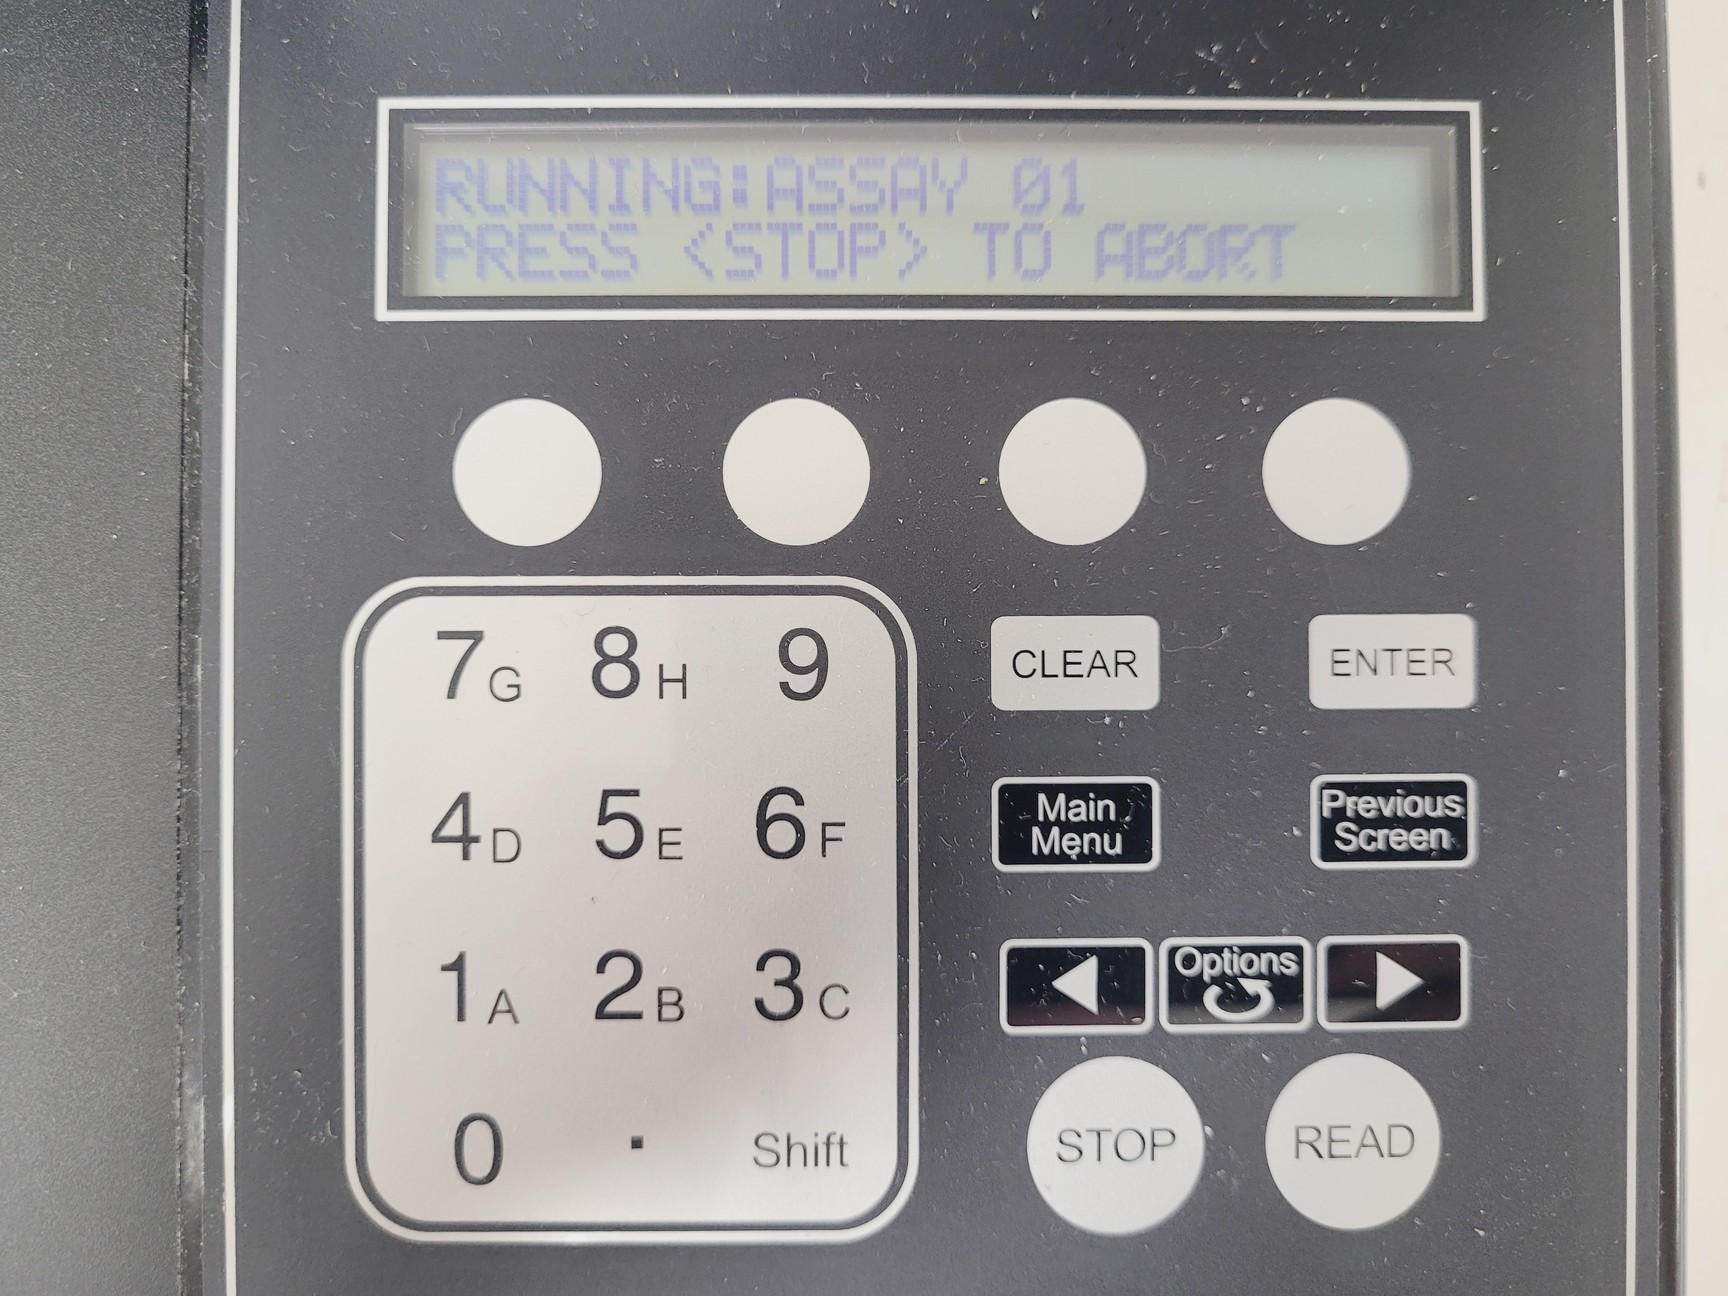 RUNNING:ASSAY 01
PRESS <STOP> TO ABORT
7G 8H 9
CLEAR ENTER
4D 5E 6F
Main
Menu
Previous
Screen
1A 2B 3C
Options
0 . Shift
STOP READ